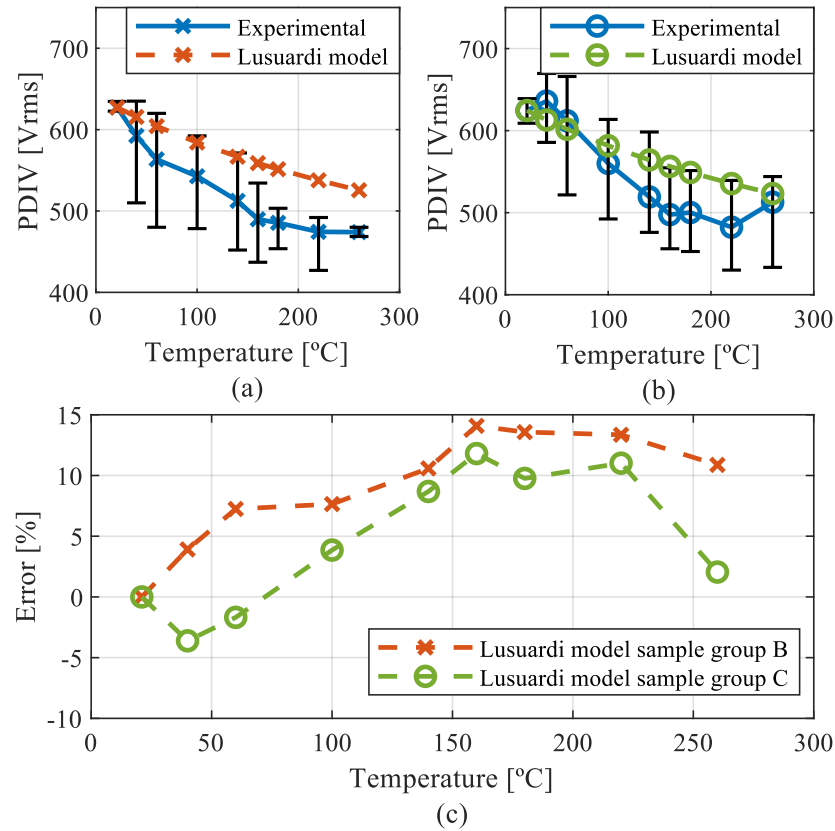 700
600
500
400
PDIV [Vrms]
Experimental
Lusuardi model
0
100
200
300
Temperature [ºC]
(a)
700
600
500
400
PDIV [Vrms]
Experimental
Lusuardi model
0
100
200
300
Temperature [ºC]
(b)
15
10
5
0
-5
-10
Error [%]
Lusuardi model sample group B
Lusuardi model sample group C
0
50
100
150
200
250
300
Temperature [ºC]
(c)